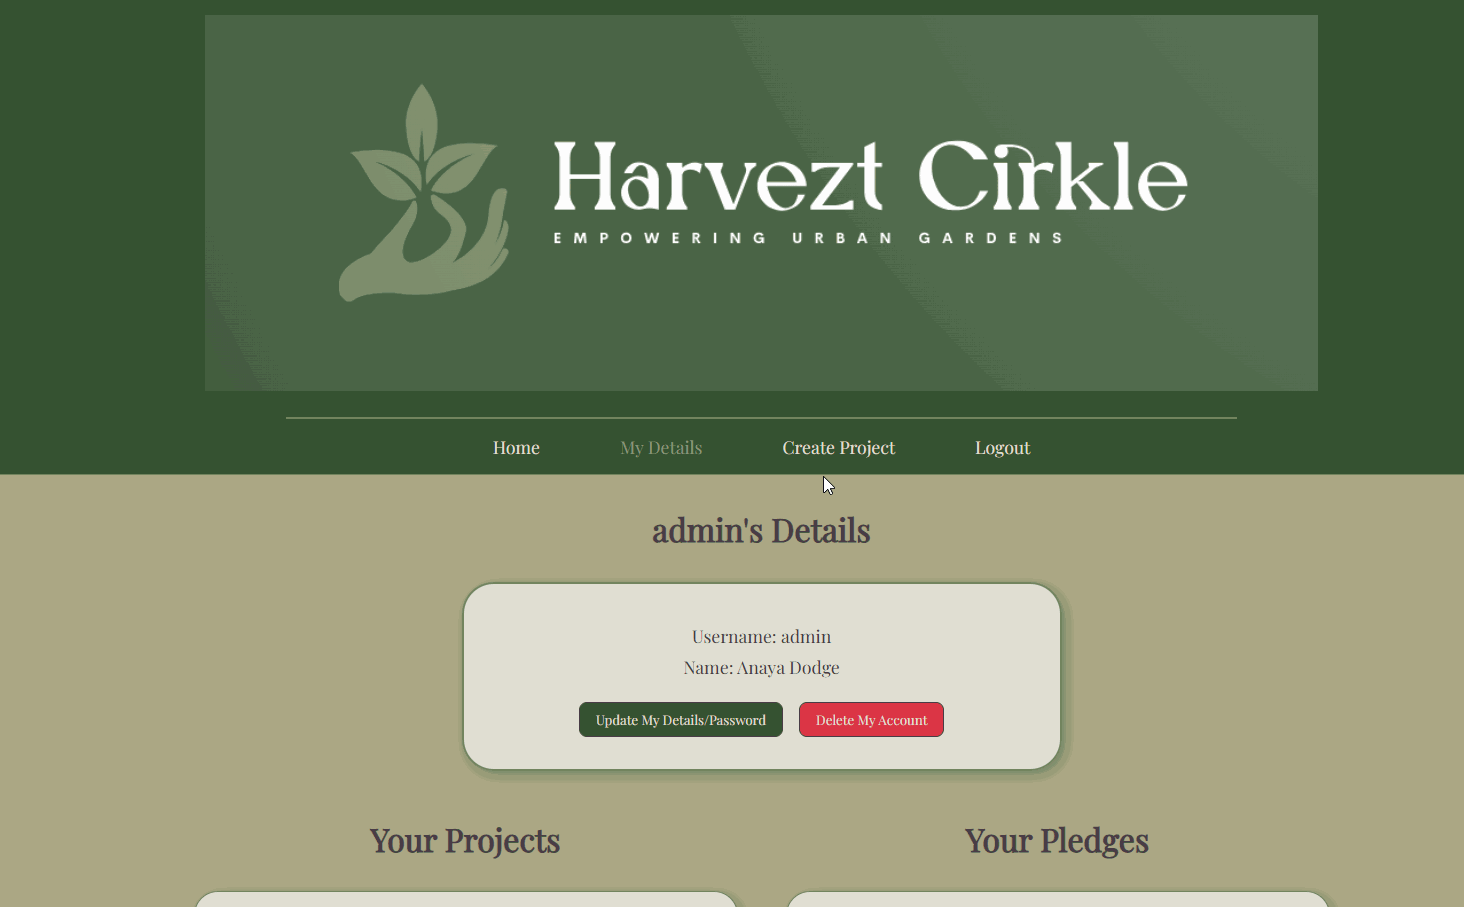 Harvezt Cirkle
EMPOWERING URBAN GARDENS
Home My Details Create Project Logout
admin's Details
Username: admin
Name: Anaya Dodge
Update My Details/Password Delete My Account
Your Projects Your Pledges